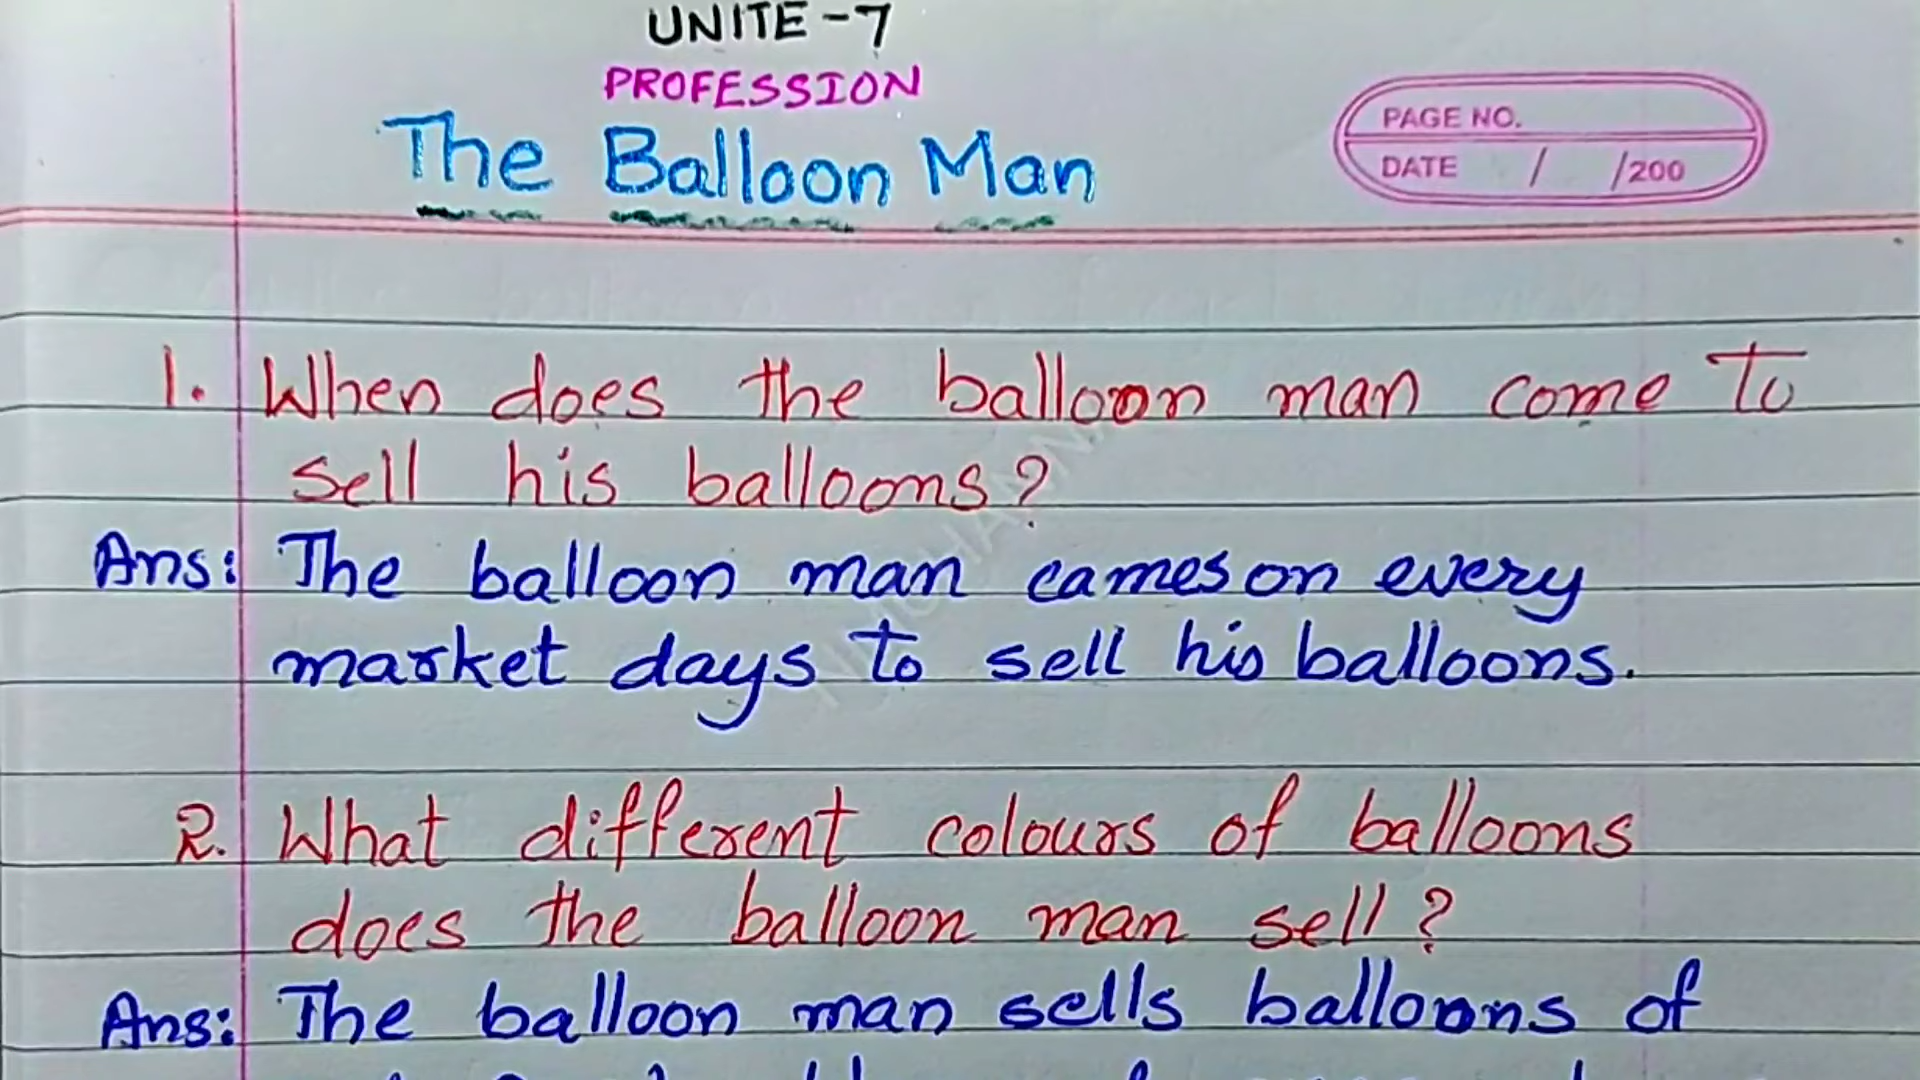 UNITE-7
PROFESSION
The Balloon Man
PAGE NO.
DATE / /200
1. When does the balloon man come to
sell his balloons?
Ans: The balloon man cames on every
market days to sell his balloons.
2. What different colours of balloons
does the balloon man sell?
Ans: The balloon man sells balloons of